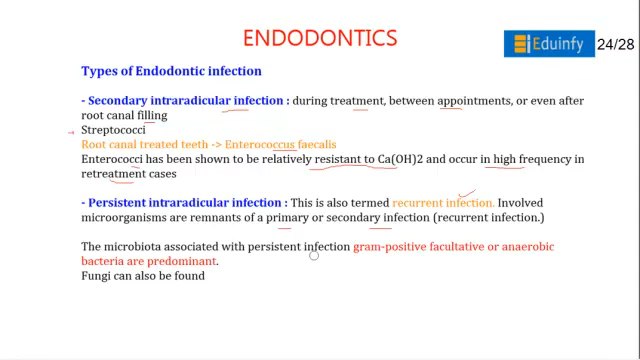 ENDODONTICS
Eduinfy
24/28
Types of Endodontic infection
- Secondary intraradicular infection : during treatment, between appointments, or even after
root canal filling
Streptococci
Root canal treated teeth -> Enterococcus faecalis
Enterococci has been shown to be relatively resistant to Ca(OH)2 and occur in high frequency in
retreatment cases
- Persistent intraradicular infection : This is also termed recurrent infection. Involved
microorganisms are remnants of a primary or secondary infection (recurrent infection.)
The microbiota associated with persistent infection gram-positive facultative or anaerobic
bacteria are predominant.
Fungi can also be found